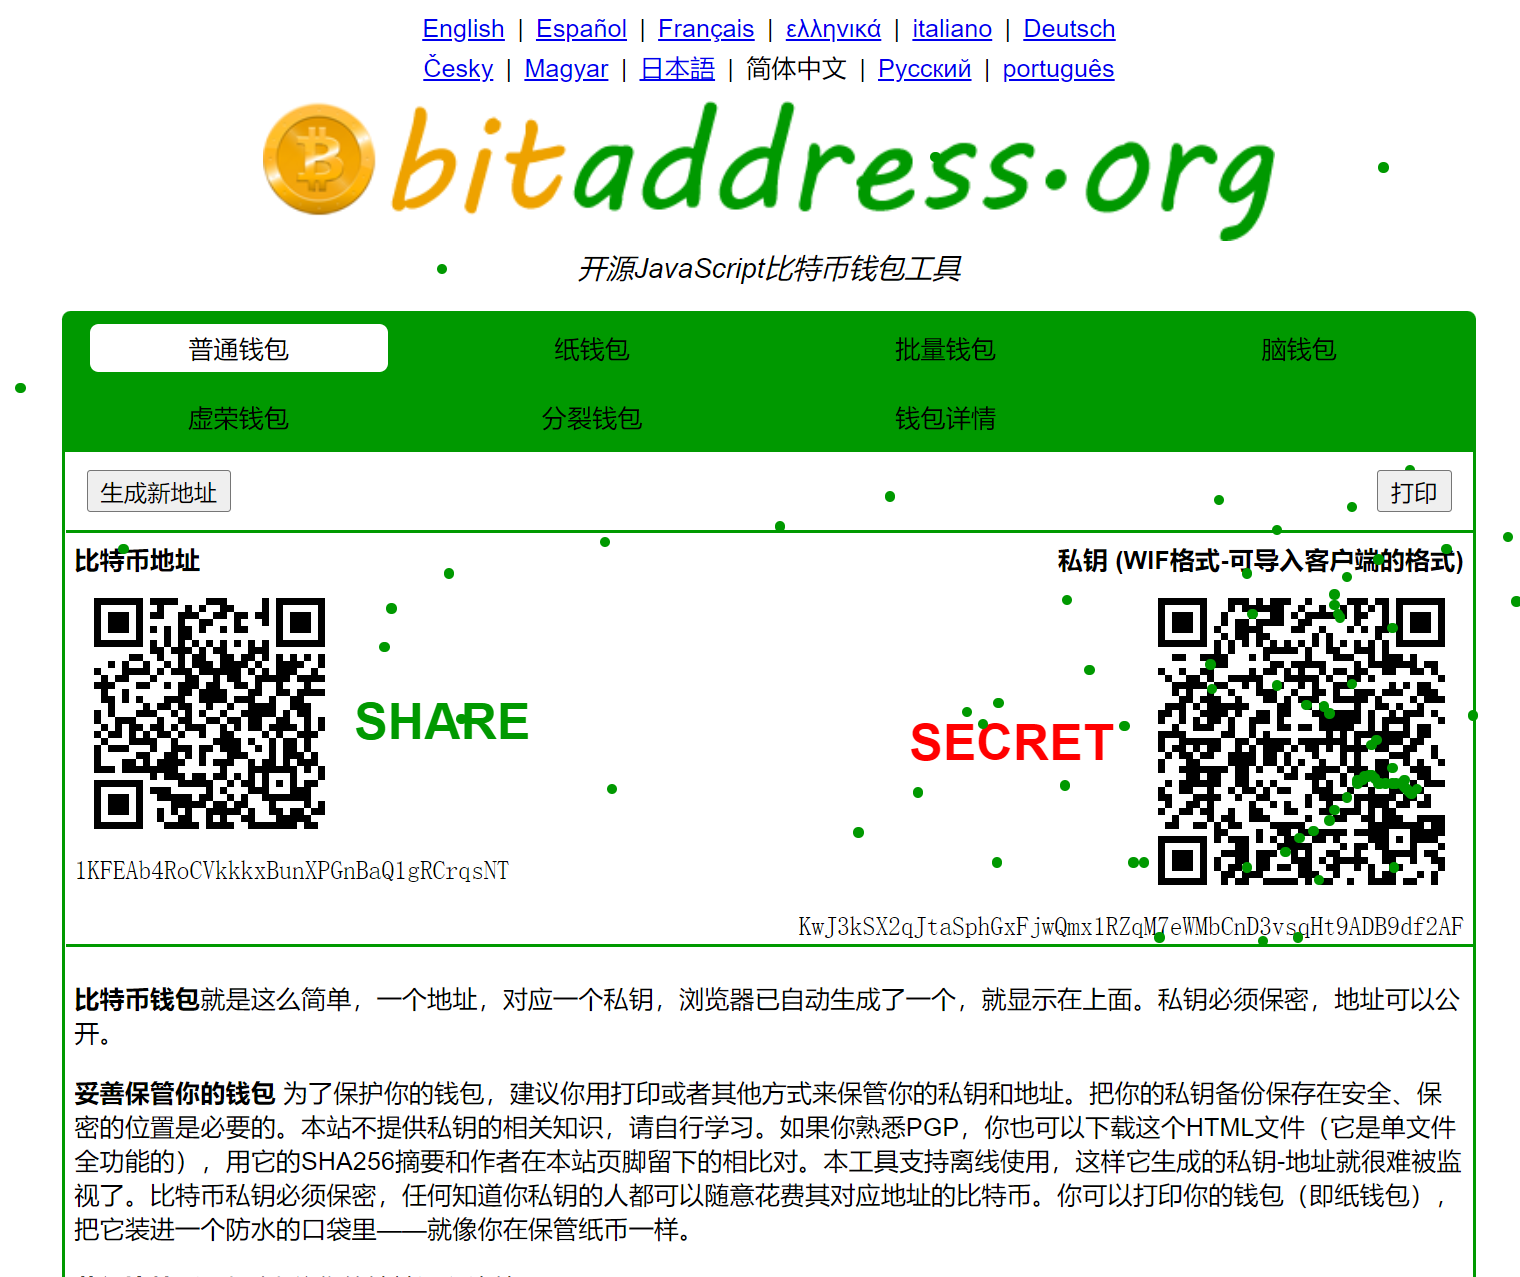 English | Español | Français | ελληνικά | italiano | Deutsch
Česky | Magyar | 日本語 | 简体中文 | Русский | português
bitaddress.org
开源JavaScript比特币钱包工具
普通钱包 纸钱包 批量钱包 脑钱包
虚荣钱包 分裂钱包 钱包详情
生成新地址 打印
比特币地址 私钥 (WIF格式-可导入客户端的格式)
SHARE SECRET
1KFEAb4RoCVkkkxBunXPGnBaQ1gRCrqsNT
KwJ3kSX2qJtaSphGxFjwQmx1RZqM7eWMbCnD3vsqHt9ADB9df2AF
比特币钱包就是这么简单，一个地址，对应一个私钥，浏览器已自动生成了一个，就显示在上面。私钥必须保密，地址可以公
开。
妥善保管你的钱包 为了保护你的钱包，建议你用打印或者其他方式来保管你的私钥和地址。把你的私钥备份保存在安全、保
密的位置是必要的。本站不提供私钥的相关知识，请自行学习。如果你熟悉PGP，你也可以下载这个HTML文件（它是单文件
全功能的），用它的SHA256摘要和作者在本站页脚留下的相比对。本工具支持离线使用，这样它生成的私钥-地址就很难被监
视了。比特币私钥必须保密，任何知道你私钥的人都可以随意花费其对应地址的比特币。你可以打印你的钱包（即纸钱包），
把它装进一个防水的口袋里——就像你在保管纸币一样。